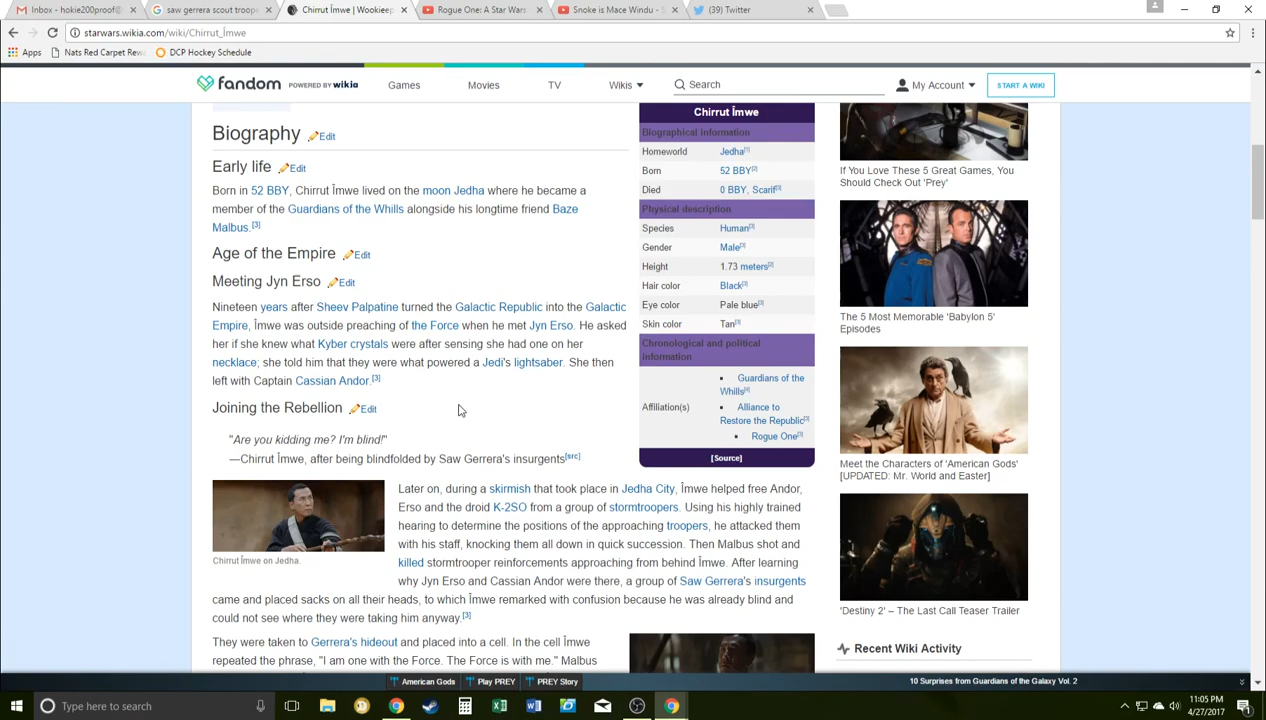 Inbox - hokie200proof@ saw gerrera scout troope Chirrut Îmwe | Wookieep Rogue One: A Star Wars Snoke is Mace Windu - S (39) Twitter
starwars.wikia.com/wiki/Chirrut_Îmwe
Apps Nats Red Carpet Rew DCP Hockey Schedule
fandom POWERED BY wikia Games Movies TV Wikis Search My Account START A WIKI
Biography Edit
Early life Edit
Born in 52 BBY, Chirrut Îmwe lived on the moon Jedha where he became a
member of the Guardians of the Whills alongside his longtime friend Baze
Malbus.[3]
Age of the Empire Edit
Meeting Jyn Erso Edit
Nineteen years after Sheev Palpatine turned the Galactic Republic into the Galactic
Empire, Îmwe was outside preaching of the Force when he met Jyn Erso. He asked
her if she knew what Kyber crystals were after sensing she had one on her
necklace; she told him that they were what powered a Jedi's lightsaber. She then
left with Captain Cassian Andor.[3]
Joining the Rebellion Edit
"Are you kidding me? I'm blind!"
―Chirrut Îmwe, after being blindfolded by Saw Gerrera's insurgents[src]
Chirrut Îmwe on Jedha.
Later on, during a skirmish that took place in Jedha City, Îmwe helped free Andor,
Erso and the droid K-2SO from a group of stormtroopers. Using his highly trained
hearing to determine the positions of the approaching troopers, he attacked them
with his staff, knocking them all down in quick succession. Then Malbus shot and
killed stormtrooper reinforcements approaching from behind Îmwe. After learning
why Jyn Erso and Cassian Andor were there, a group of Saw Gerrera's insurgents
came and placed sacks on all their heads, to which Îmwe remarked with confusion because he was already blind and
could not see where they were taking him anyway.[3]
They were taken to Gerrera's hideout and placed into a cell. In the cell Îmwe
repeated the phrase, "I am one with the Force. The Force is with me." Malbus
Chirrut Îmwe
Biographical information
Homeworld Jedha[1]
Born 52 BBY[2]
Died 0 BBY, Scarif[3]
Physical description
Species Human[3]
Gender Male[3]
Height 1.73 meters[2]
Hair color Black[3]
Eye color Pale blue[3]
Skin color Tan[3]
Chronological and political
information
Affiliation(s)
Guardians of the
Whills[4]
Alliance to
Restore the Republic[3]
Rogue One[3]
[Source]
If You Love These 5 Great Games, You
Should Check Out 'Prey'
The 5 Most Memorable 'Babylon 5'
Episodes
Meet the Characters of 'American Gods'
[UPDATED: Mr. World and Easter]
'Destiny 2' – The Last Call Teaser Trailer
Recent Wiki Activity
American Gods Play PREY PREY Story 10 Surprises from Guardians of the Galaxy Vol. 2
Type here to search
11:05 PM
4/27/2017